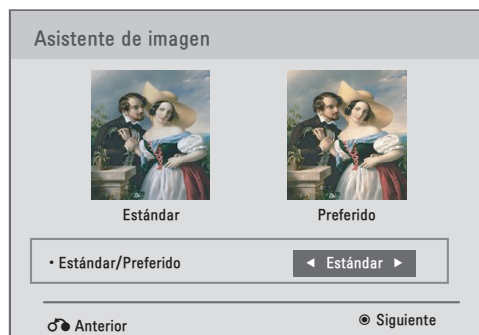 Asistente de imagen
Estándar Preferido
• Estándar/Preferido ◄ Estándar ►
Anterior ◉ Siguiente